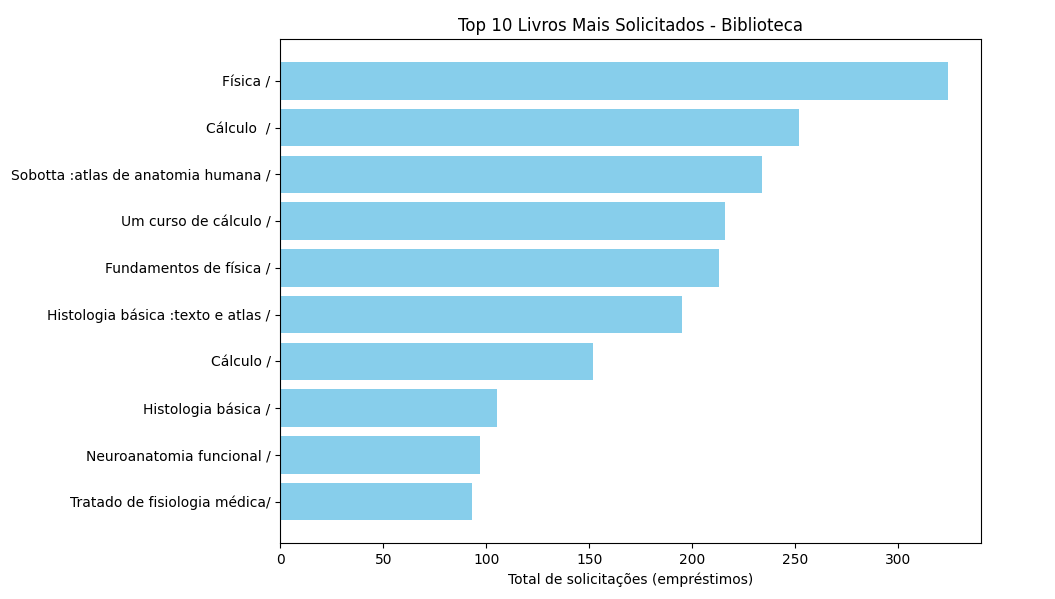 Top 10 Livros Mais Solicitados - Biblioteca
Física /
Cálculo  /
Sobotta :atlas de anatomia humana /
Um curso de cálculo /
Fundamentos de física /
Histologia básica :texto e atlas /
Cálculo /
Histologia básica /
Neuroanatomia funcional /
Tratado de fisiologia médica/
0 50 100 150 200 250 300
Total de solicitações (empréstimos)